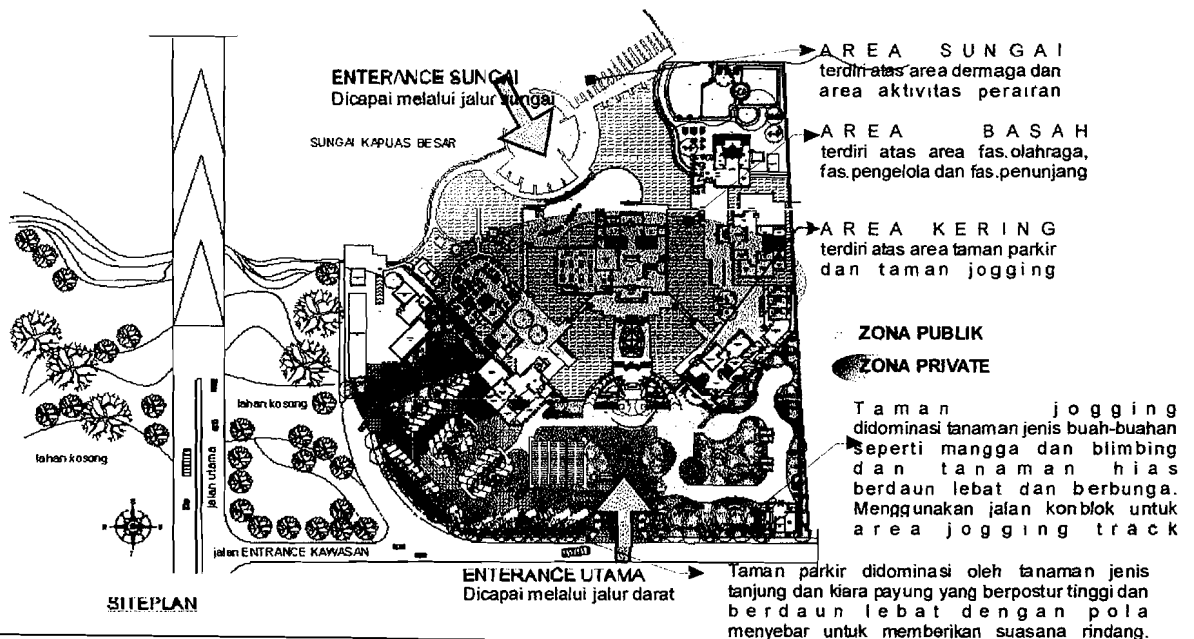 ENTERANCE SUNGAI
Dicapai melalui jalur sungai
SUNGAI KAPUAS BESAR
AREA SUNGAI
terdiri atas area dermaga dan
area aktivitas perairan
AREA BASAH
terdiri atas area fas.olahraga,
fas.pengelola dan fas.penunjang
AREA KERING
terdiri atas area taman parkir
dan taman jogging
ZONA PUBLIK
ZONA PRIVATE
Taman jogging
didominasi tanaman jenis buah-buahan
seperti mangga dan blimbing
dan tanaman hias
berdaun lebat dan berbunga.
Menggunakan jalan konblok untuk
area jogging track
lahan kosong
lahan kosong
jalan utama
jalan ENTRANCE KAWASAN
ENTERANCE UTAMA
Dicapai melalui jalur darat
Taman parkir didominasi oleh tanaman jenis
tanjung dan kiara payung yang berpostur tinggi dan
berdaun lebat dengan pola
menyebar untuk memberikan suasana rindang.
SITEPLAN